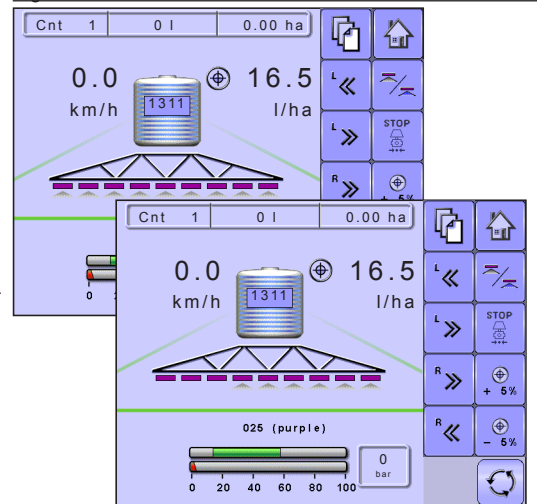 Cnt 1 0 l 0.00 ha
0.0 16.5
km/h 1311 l/ha
L
STOP
L
R
+ 5%
0
Cnt 1 0 l 0.00 ha
0.0 16.5
km/h 1311 l/ha
L
STOP
L
R
+ 5%
025 (purple)
R
- 5%
0
bar
0 20 40 60 80 100